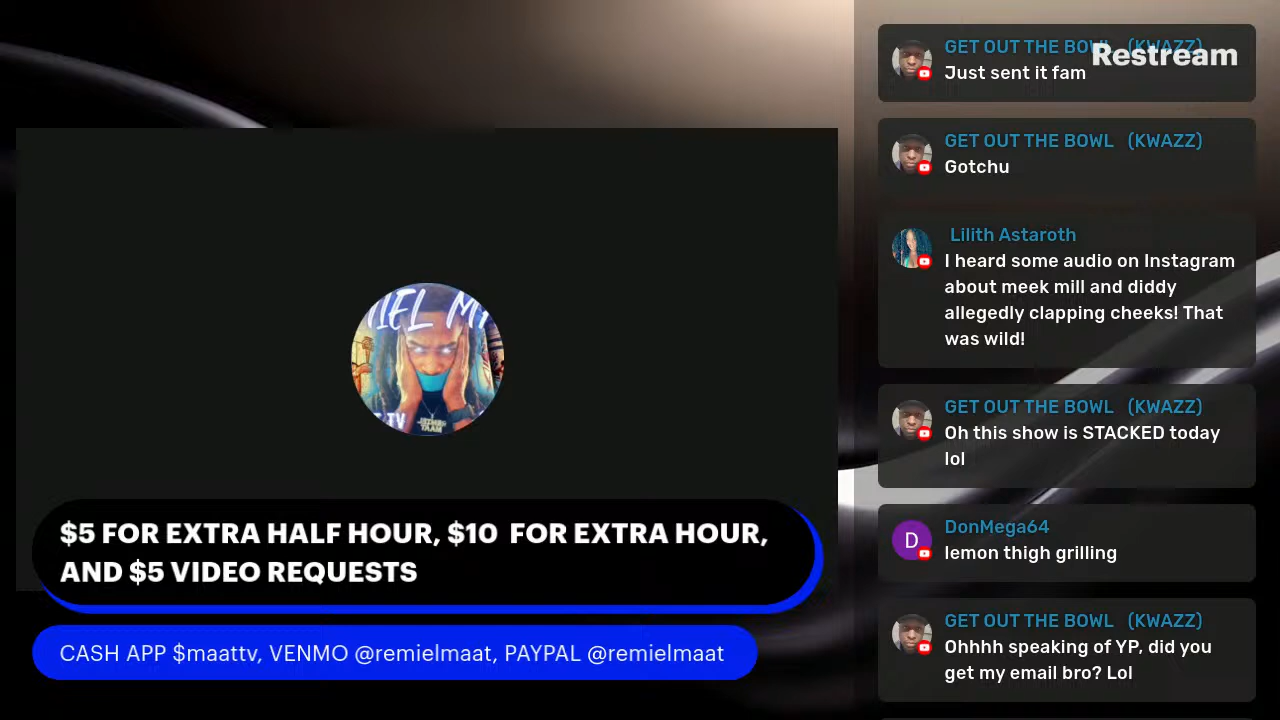 GET OUT THE BOWL (KWAZZ)
Restream
Just sent it fam
GET OUT THE BOWL (KWAZZ)
Gotchu
Lilith Astaroth
I heard some audio on Instagram
about meek mill and diddy
allegedly clapping cheeks! That
was wild!
GET OUT THE BOWL (KWAZZ)
Oh this show is STACKED today
lol
D
DonMega64
lemon thigh grilling
GET OUT THE BOWL (KWAZZ)
Ohhhh speaking of YP, did you
get my email bro? Lol
$5 FOR EXTRA HALF HOUR, $10 FOR EXTRA HOUR,
AND $5 VIDEO REQUESTS
CASH APP $maattv, VENMO @remielmaat, PAYPAL @remielmaat